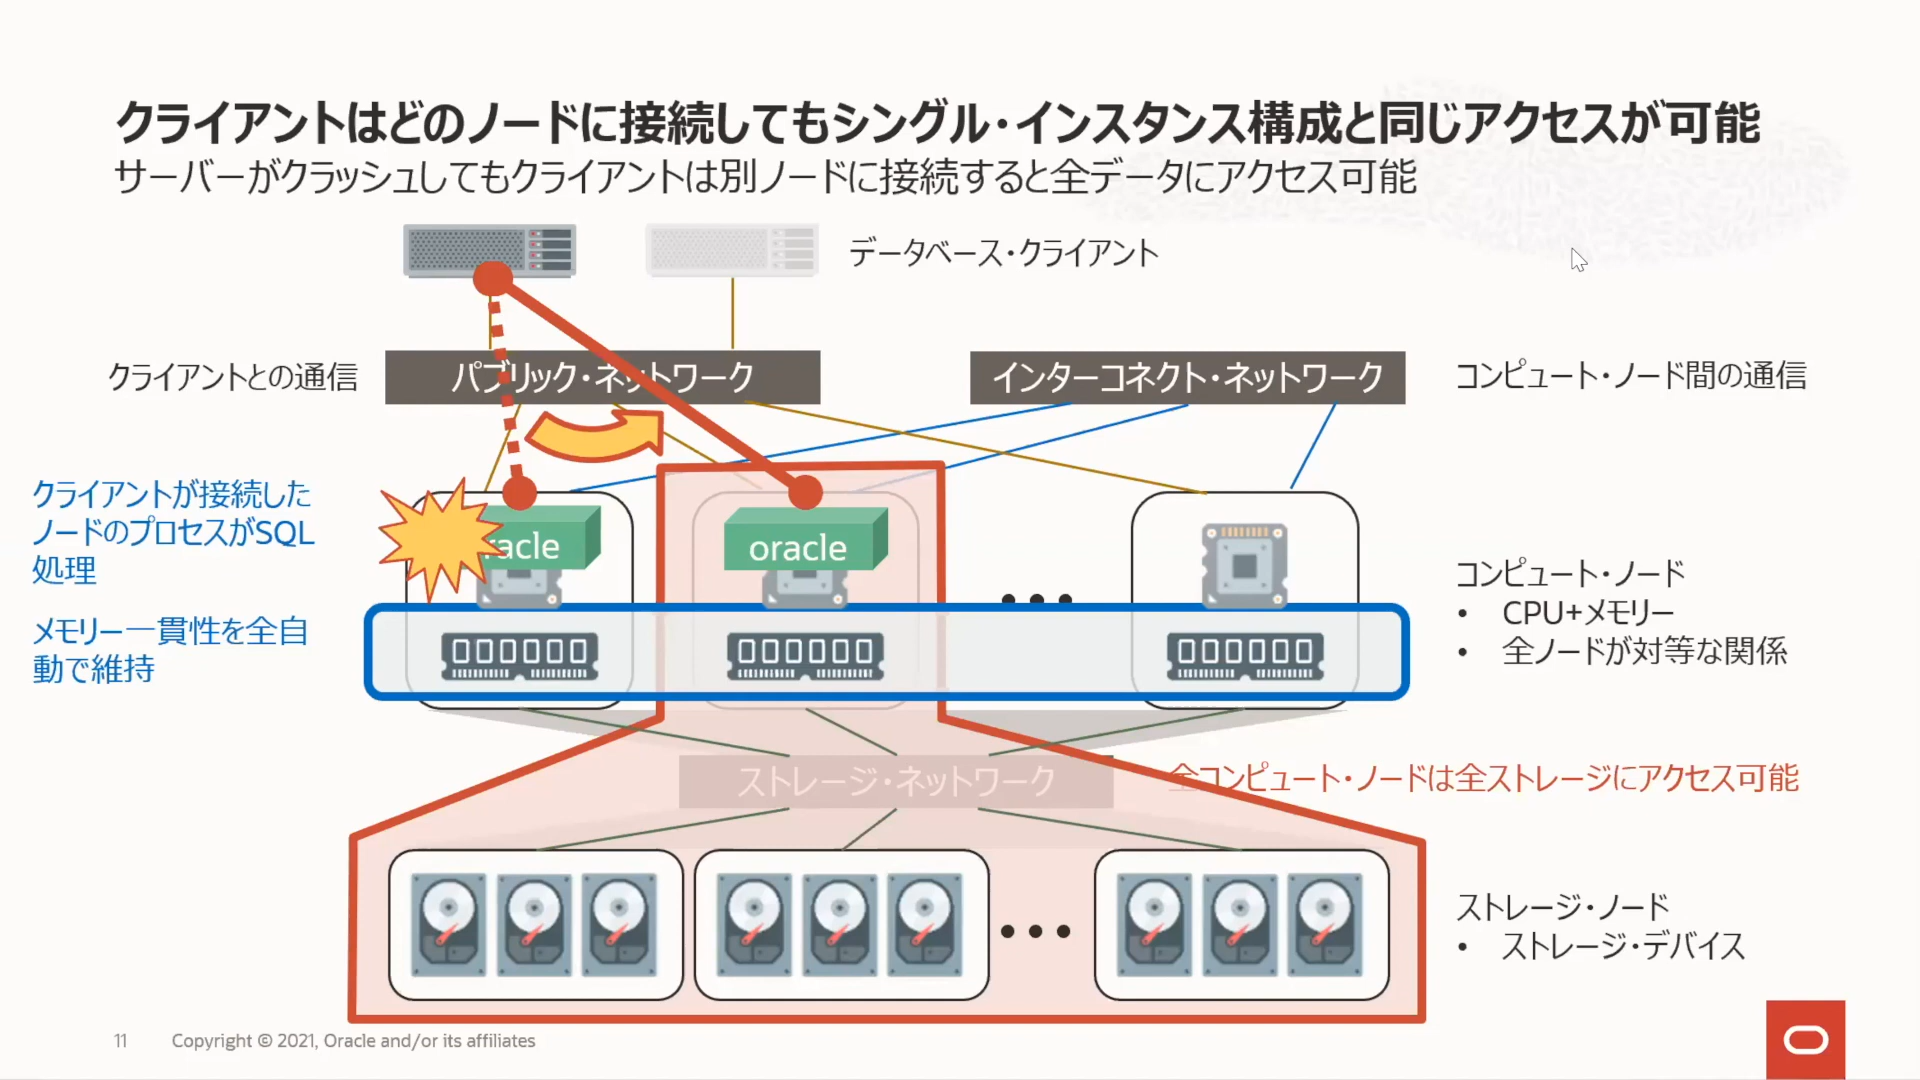 クライアントはどのノードに接続してもシングル・インスタンス構成と同じアクセスが可能
サーバーがクラッシュしてもクライアントは別ノードに接続すると全データにアクセス可能
データベース・クライアント
クライアントとの通信
パブリック・ネットワーク
インターコネクト・ネットワーク
コンピュート・ノード間の通信
クライアントが接続した
ノードのプロセスがSQL
処理
acle
oracle
コンピュート・ノード
• CPU+メモリー
• 全ノードが対等な関係
メモリー一貫性を全自
動で維持
ストレージ・ネットワーク
全コンピュート・ノードは全ストレージにアクセス可能
ストレージ・ノード
• ストレージ・デバイス
11
Copyright © 2021, Oracle and/or its affiliates